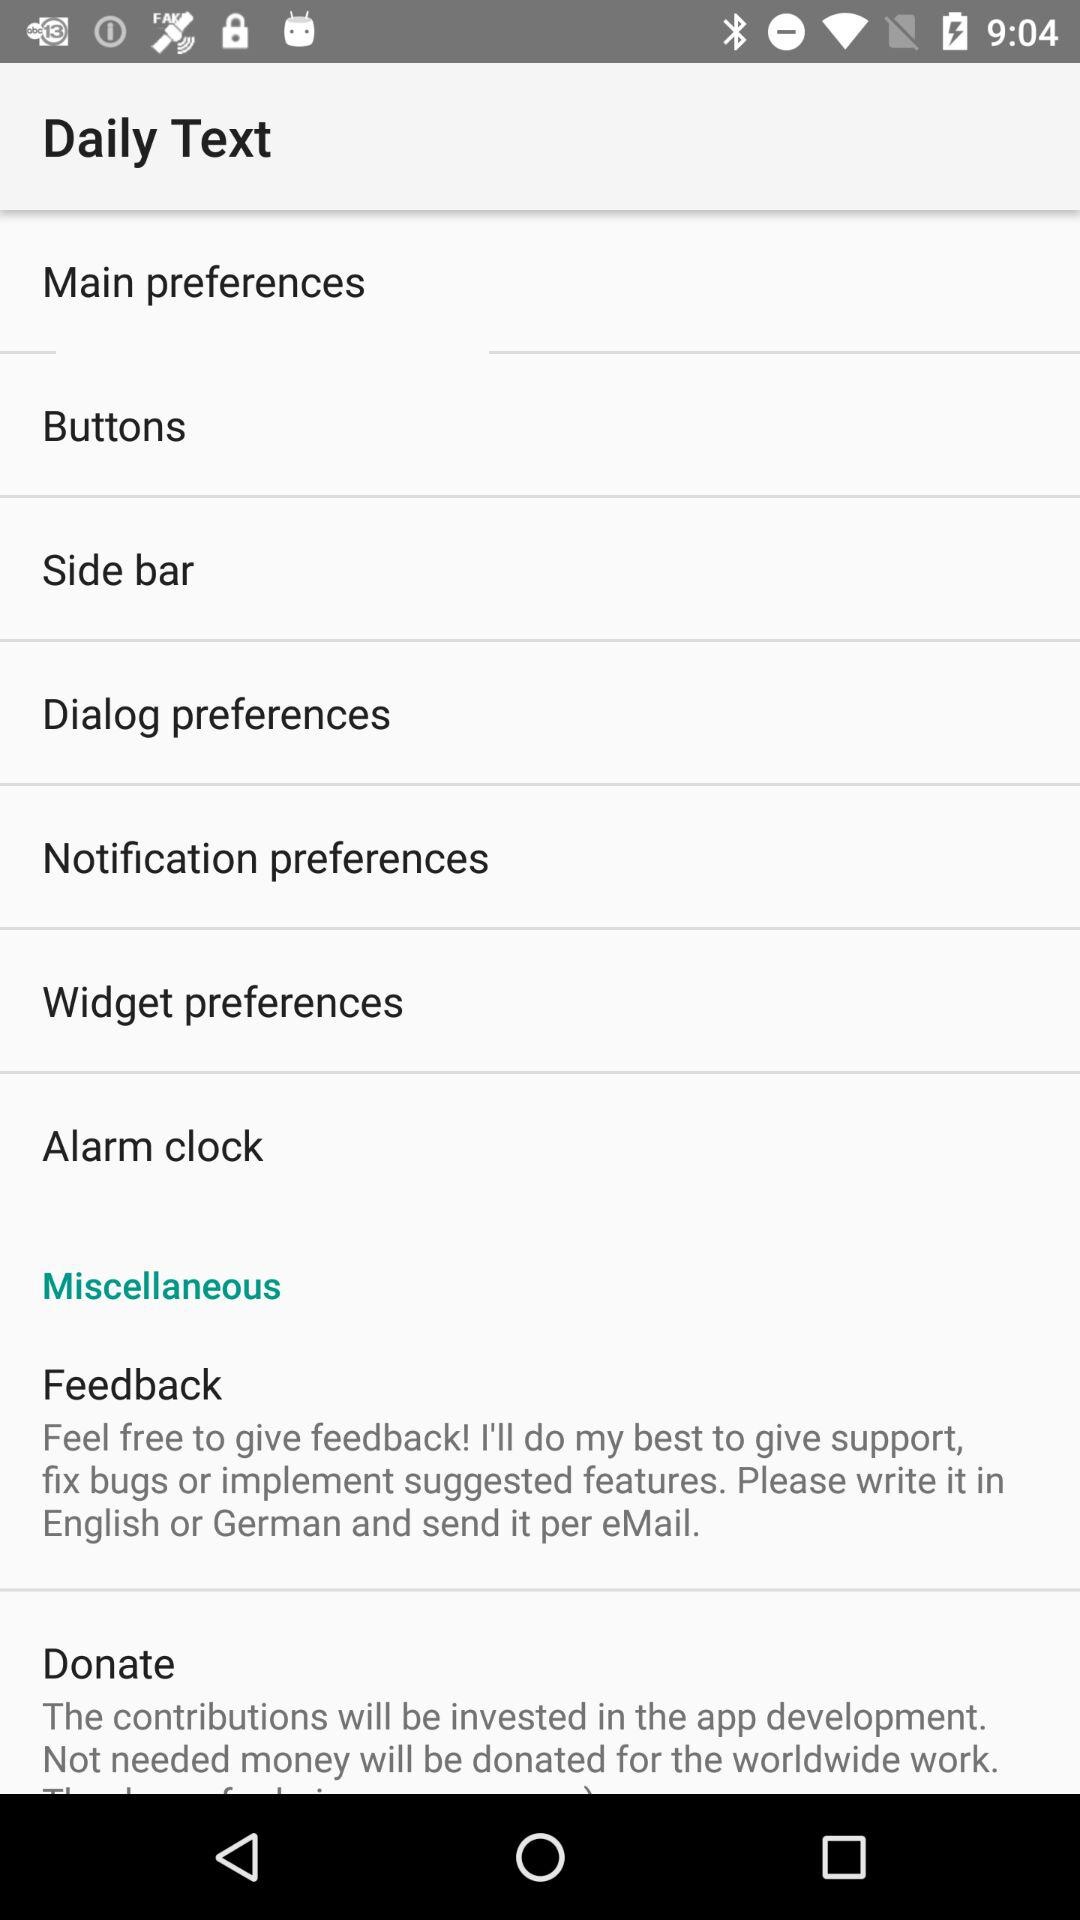 abc13
FAKE
9:04
Daily Text
Main preferences
Buttons
Side bar
Dialog preferences
Notification preferences
Widget preferences
Alarm clock
Miscellaneous
Feedback
Feel free to give feedback! I'll do my best to give support,
fix bugs or implement suggested features. Please write it in
English or German and send it per eMail.
Donate
The contributions will be invested in the app development.
Not needed money will be donated for the worldwide work.